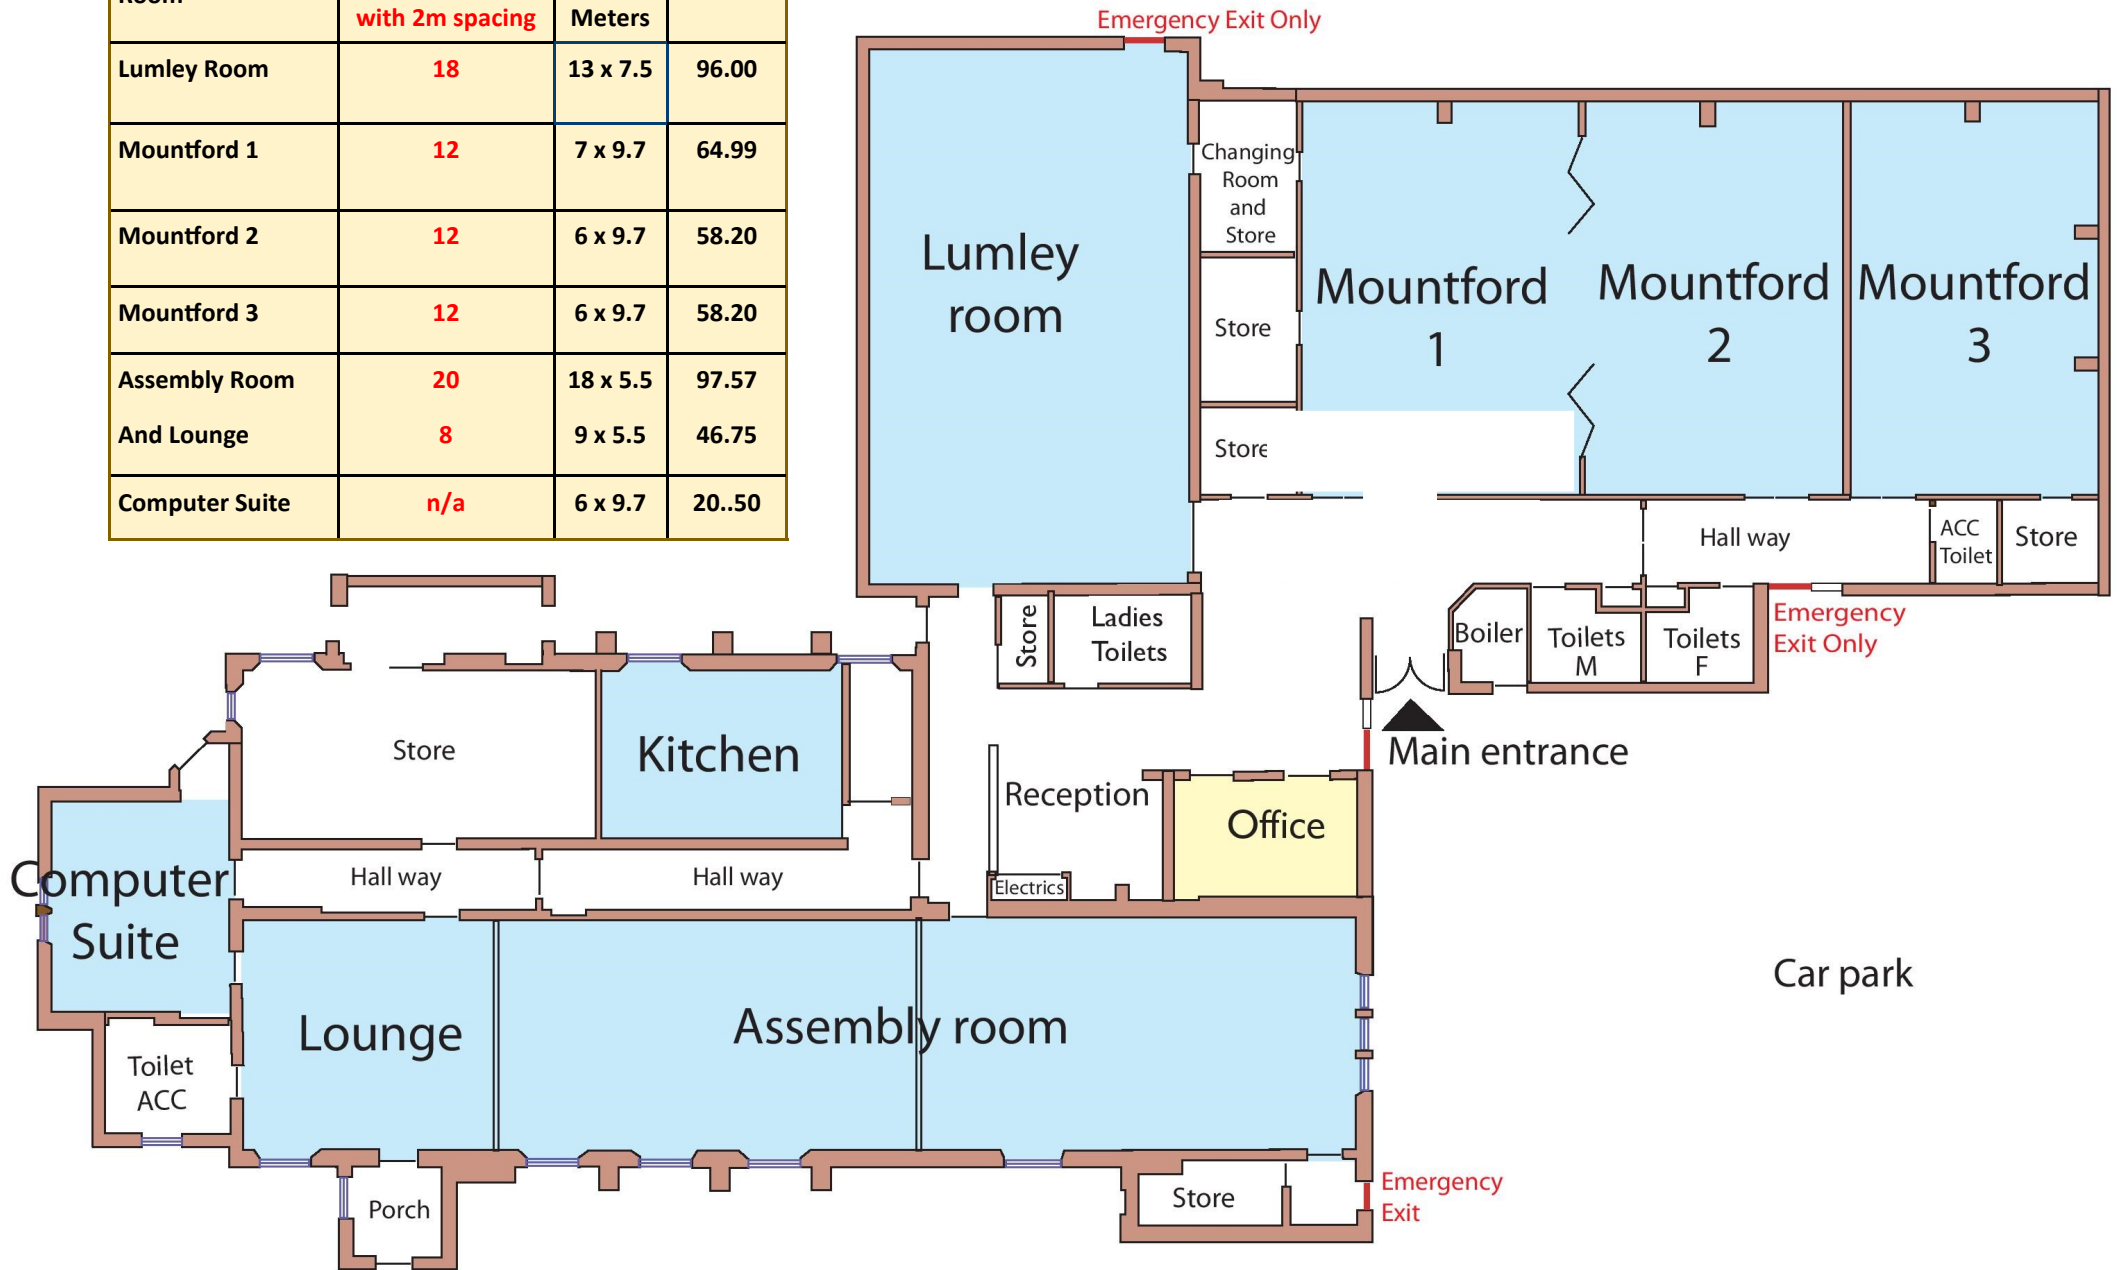 Room
with 2m spacing Meters
Lumley Room 18 13 x 7.5 96.00
Mountford 1 12 7 x 9.7 64.99
Mountford 2 12 6 x 9.7 58.20
Mountford 3 12 6 x 9.7 58.20
Assembly Room 20 18 x 5.5 97.57
And Lounge 8 9 x 5.5 46.75
Computer Suite n/a 6 x 9.7 20..50
Emergency Exit Only
Lumley
room
Changing
Room
and
Store
Store
Store
Mountford
1
Mountford
2
Mountford
3
Hall way
ACC
Toilet
Store
Emergency
Exit Only
Boiler
Toilets
M
Toilets
F
Store
Ladies
Toilets
Main entrance
Reception
Office
Electrics
Store
Kitchen
Hall way
Hall way
Computer
Suite
Lounge
Assembly room
Car park
Toilet
ACC
Porch
Store
Emergency
Exit